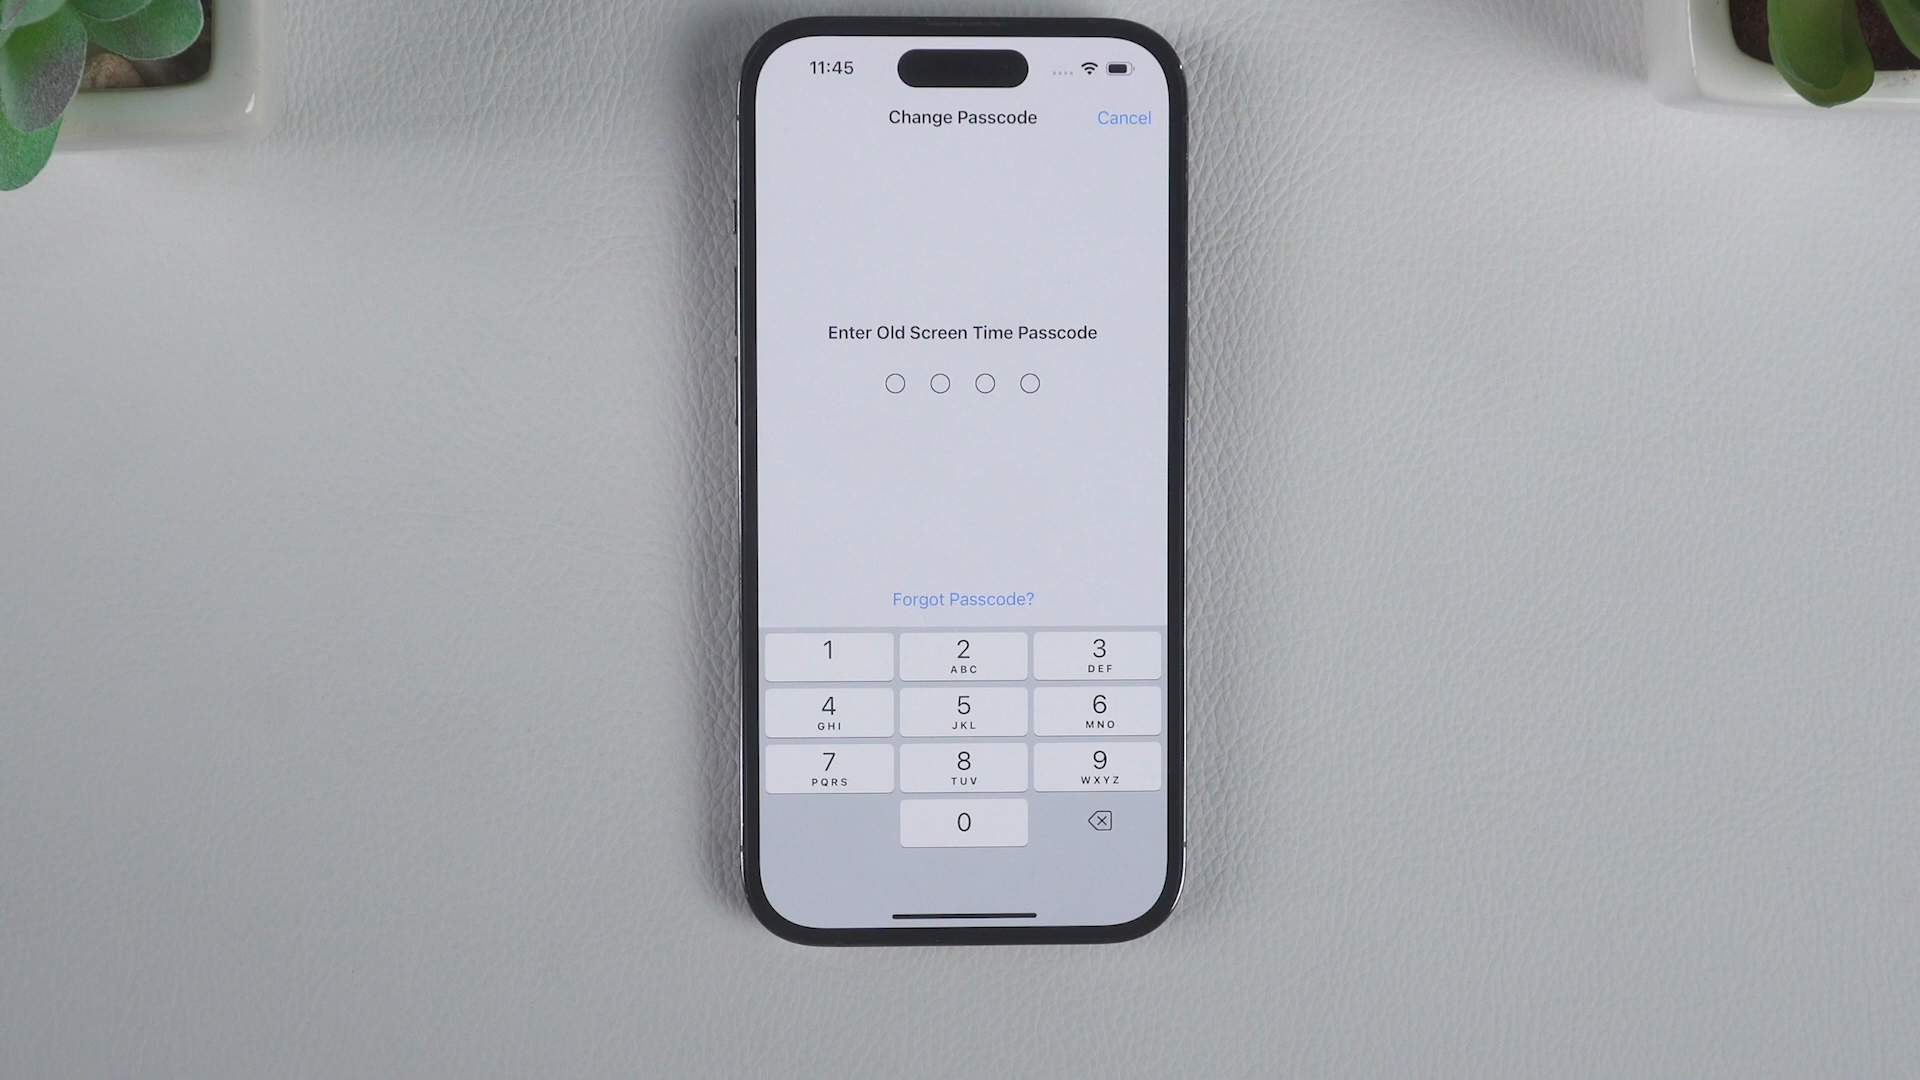 11:45
Change Passcode
Cancel
Enter Old Screen Time Passcode
Forgot Passcode?
1
2
3
ABC
DEF
4
5
6
GHI
JKL
MNO
7
8
9
PQRS
TUV
WXYZ
0